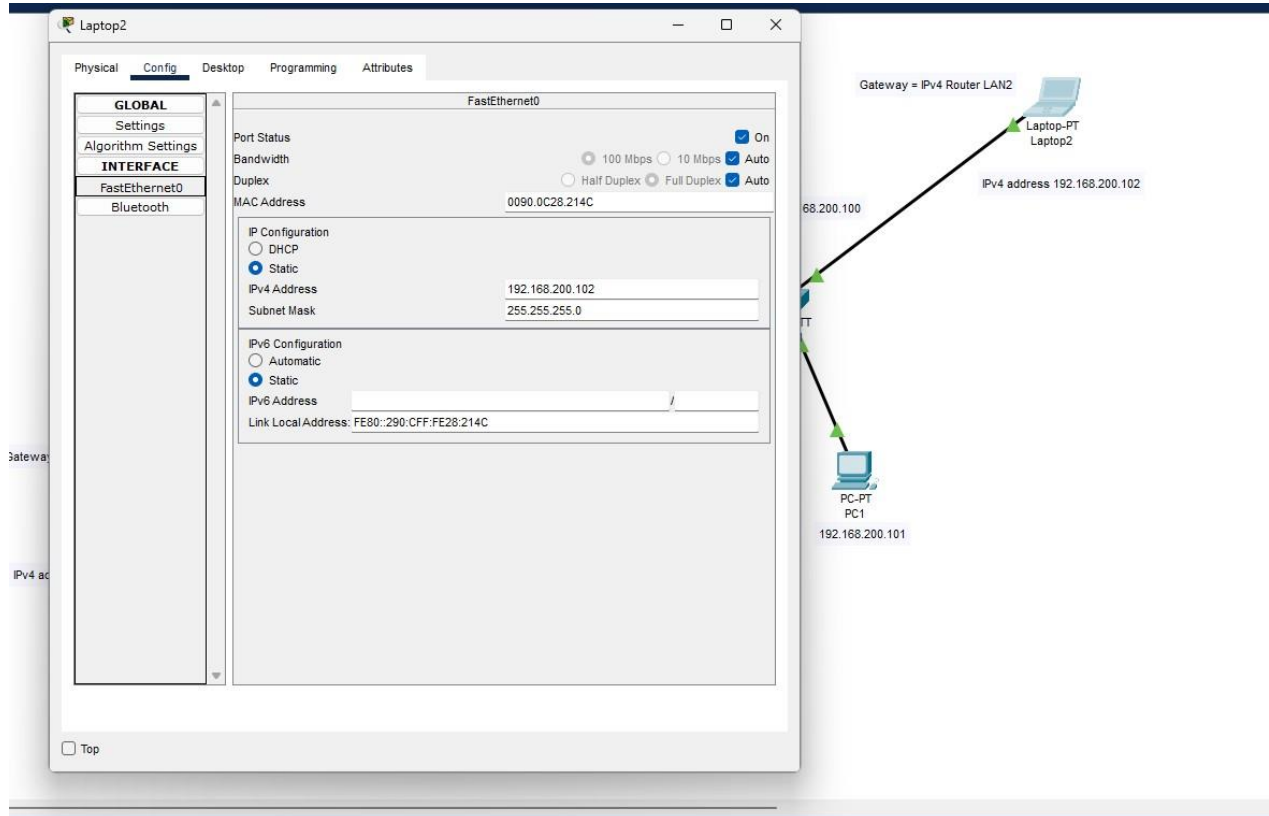 Laptop2
Physical Config Desktop Programming Attributes
GLOBAL
Settings
Algorithm Settings
INTERFACE
FastEthernet0
Bluetooth
FastEthernet0
Port Status On
Bandwidth 100 Mbps 10 Mbps Auto
Duplex Half Duplex Full Duplex Auto
MAC Address 0090.0C28.214C
IP Configuration
DHCP
Static
IPv4 Address 192.168.200.102
Subnet Mask 255.255.255.0
IPv6 Configuration
Automatic
Static
IPv6 Address /
Link Local Address: FE80::290:CFF:FE28:214C
Top
Gateway = IPv4 Router LAN2
Laptop-PT
Laptop2
IPv4 address 192.168.200.102
68.200.100
TT
PC-PT
PC1
192.168.200.101
IPv4 ad